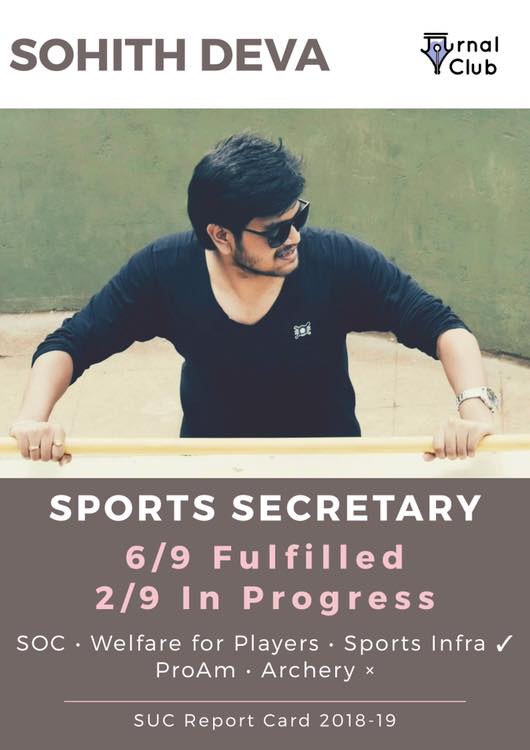 SOHITH DEVA
Journal
Club
SPORTS SECRETARY
6/9 Fulfilled
2/9 In Progress
SOC • Welfare for Players • Sports Infra ✓
ProAm • Archery ×
SUC Report Card 2018-19